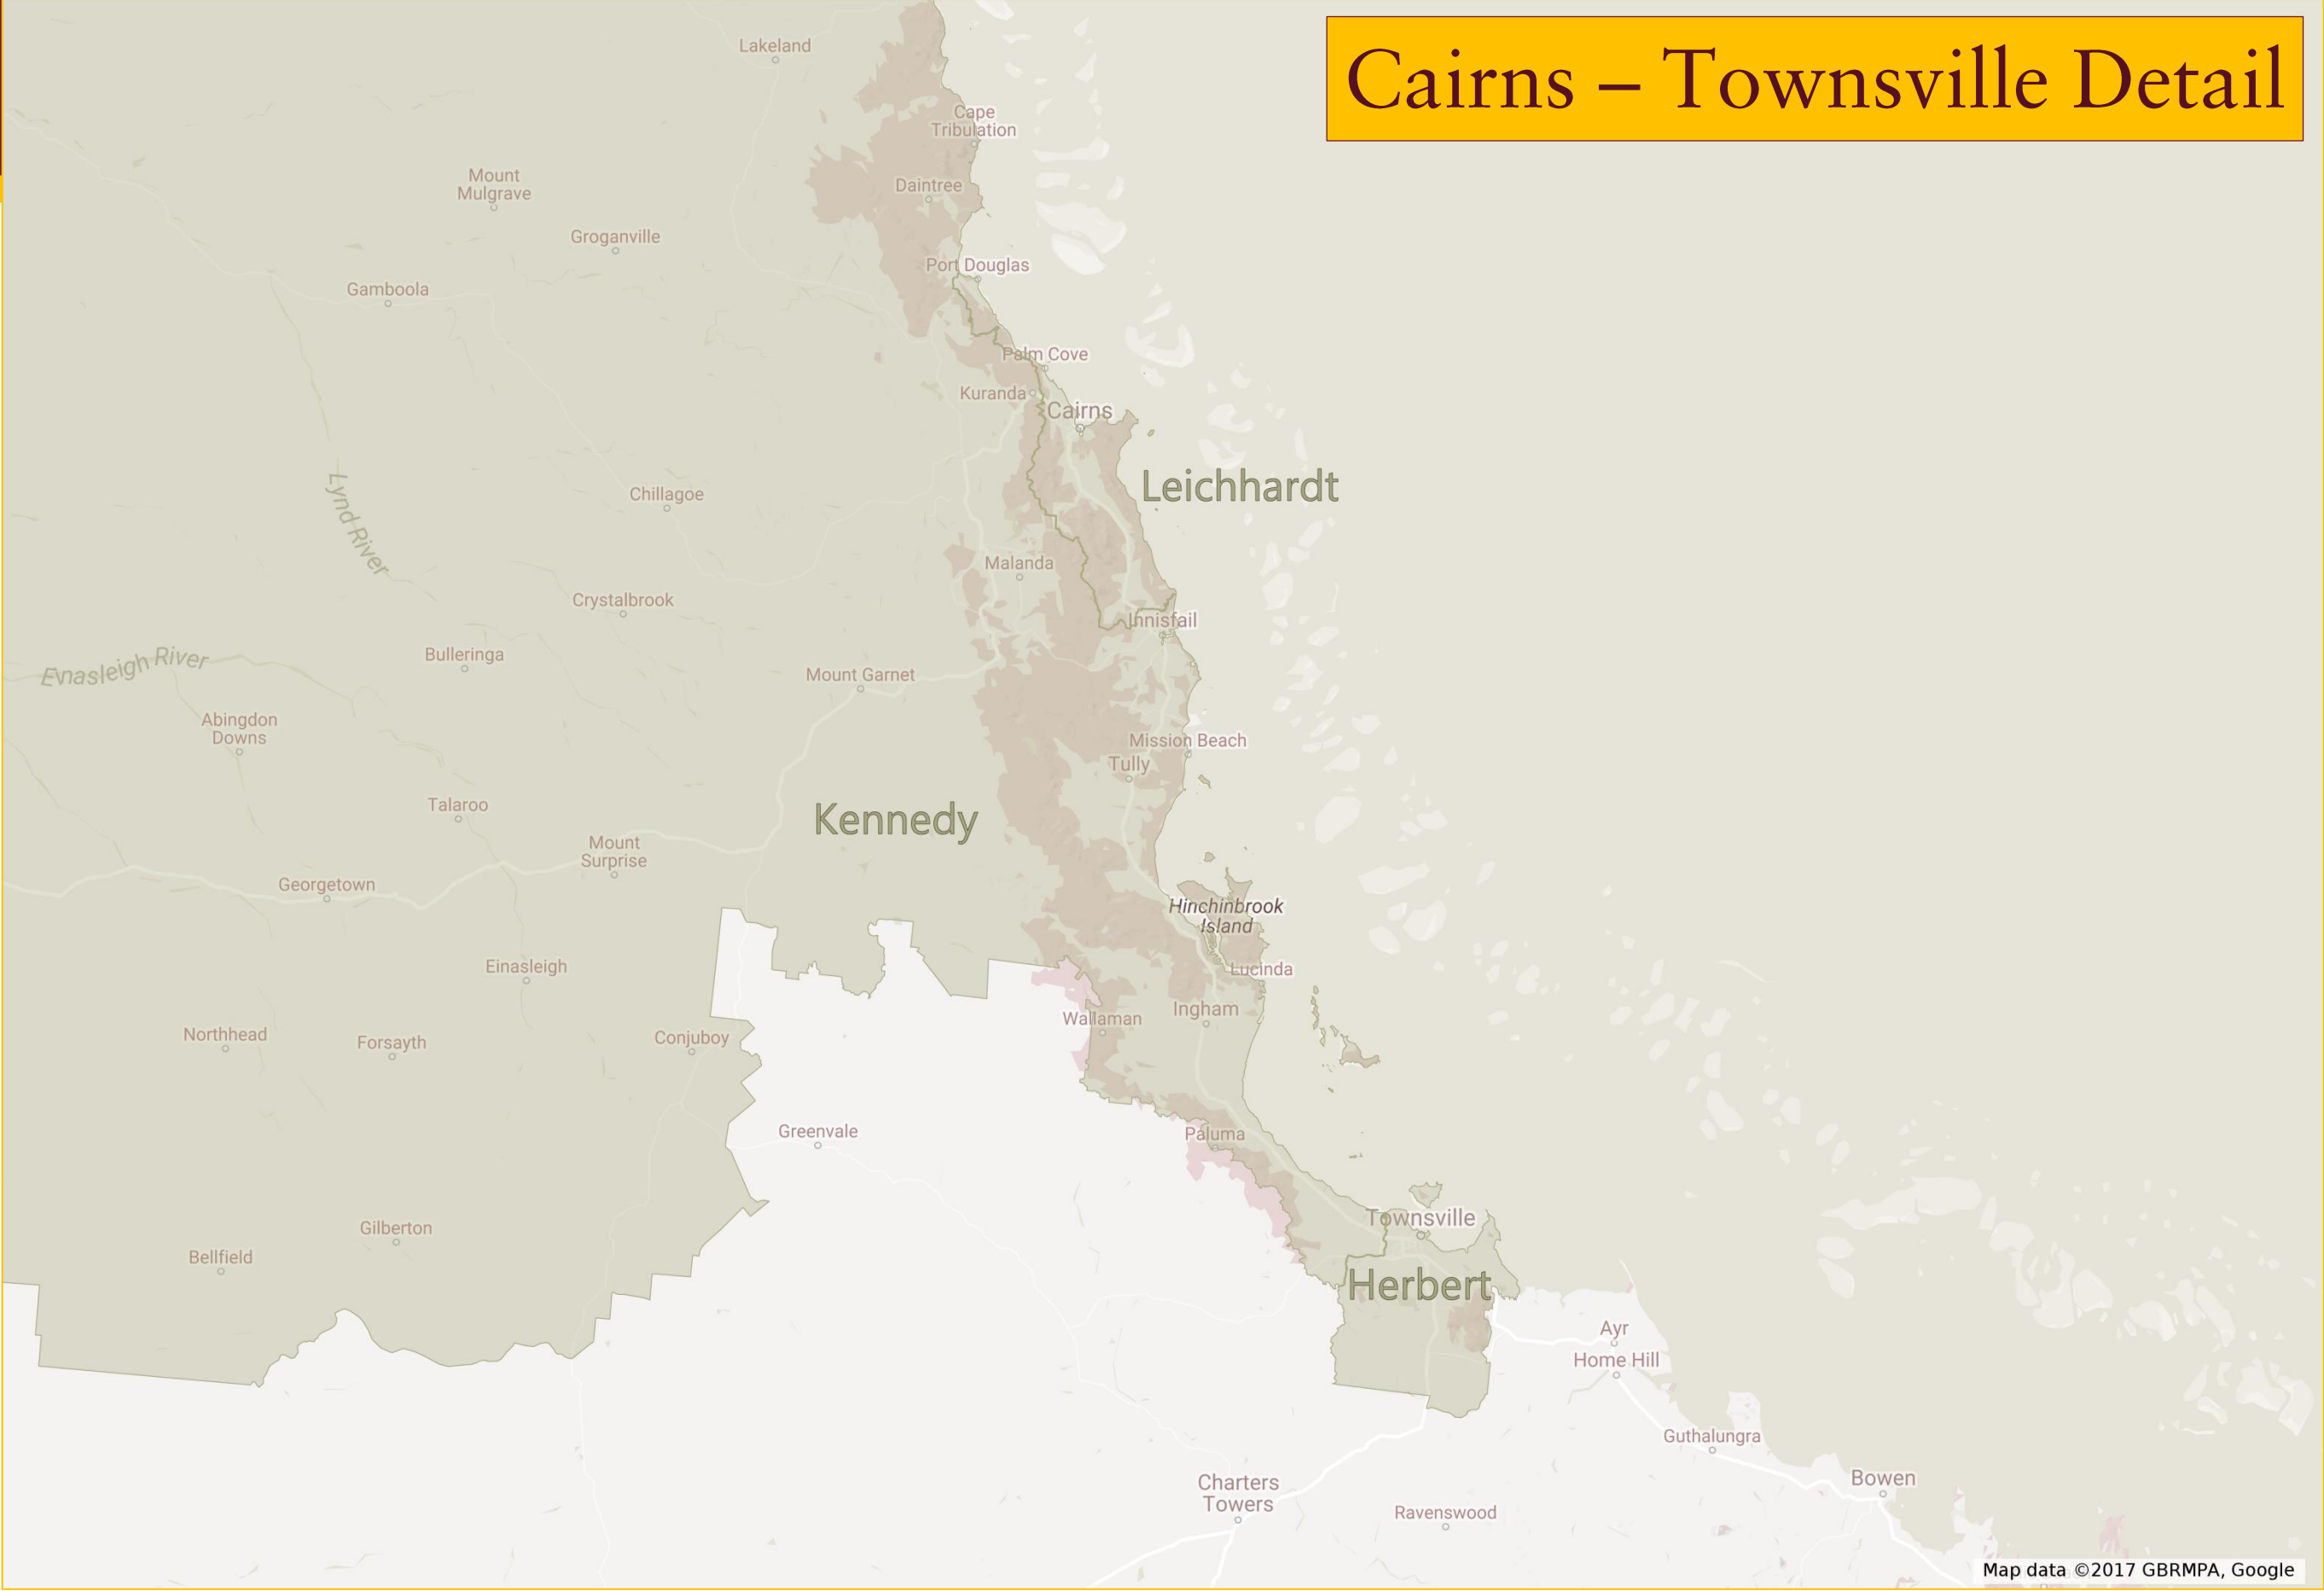 Cairns – Townsville Detail
Lakeland
Cape
Tribulation
Mount
Mulgrave
Daintree
Groganville
Port Douglas
Gamboola
Palm Cove
Kuranda
Cairns
Leichhardt
Lynd River
Chillagoe
Malanda
Crystalbrook
Innisfail
Einasleigh River
Bulleringa
Mount Garnet
Abingdon
Downs
Mission Beach
Tully
Talaroo
Kennedy
Mount
Surprise
Georgetown
Hinchinbrook
Island
Einasleigh
Lucinda
Ingham
Wallaman
Northhead
Forsayth
Conjuboy
Greenvale
Paluma
Townsville
Gilberton
Bellfield
Herbert
Ayr
Home Hill
Guthalungra
Charters
Towers
Bowen
Ravenswood
Map data ©2017 GBRMPA, Google